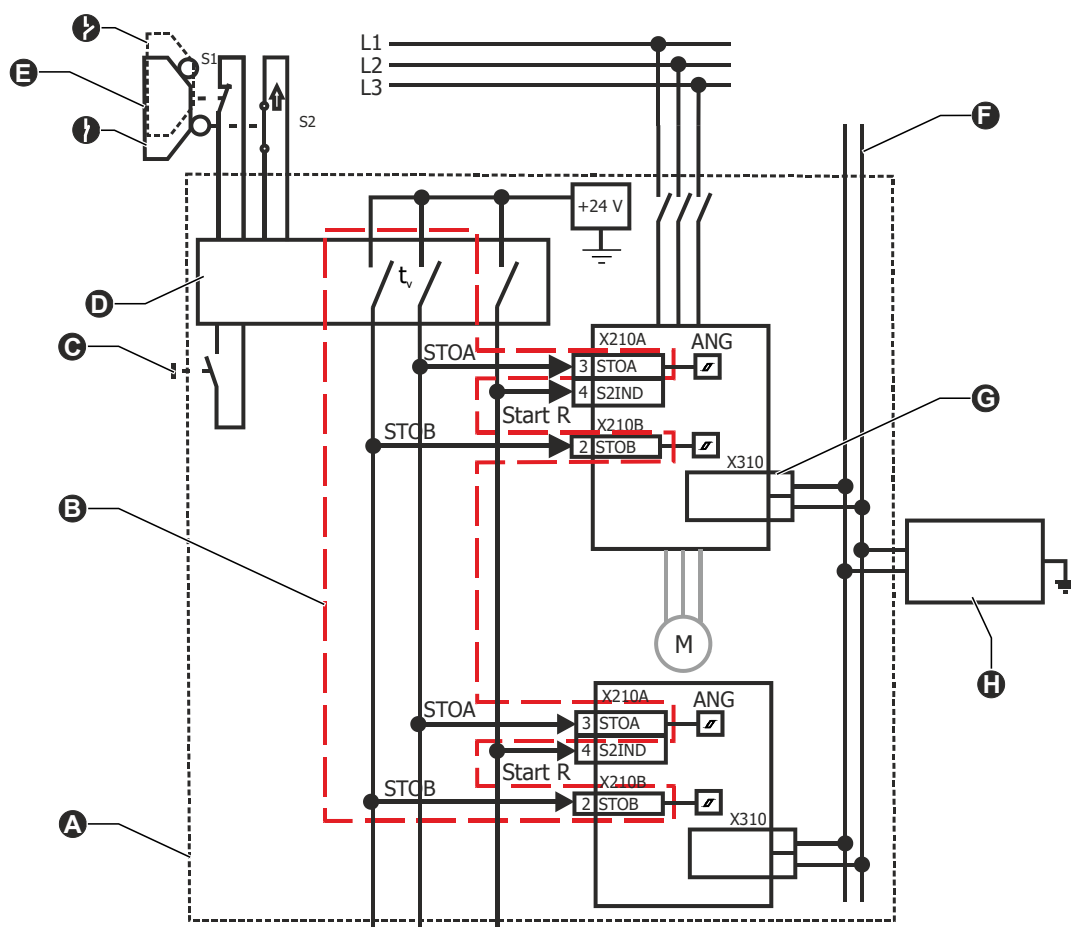 L1
L2
L3
S1
S2
E
F
+24 V
D
tv
C
X210A
ANG
STOA
3 STOA
4 S2IND
Start R
X210B
STOB
2 STOB
G
X310
B
H
M
X210A
ANG
STOA
3 STOA
4 S2IND
Start R
X210B
STOB
2 STOB
X310
A